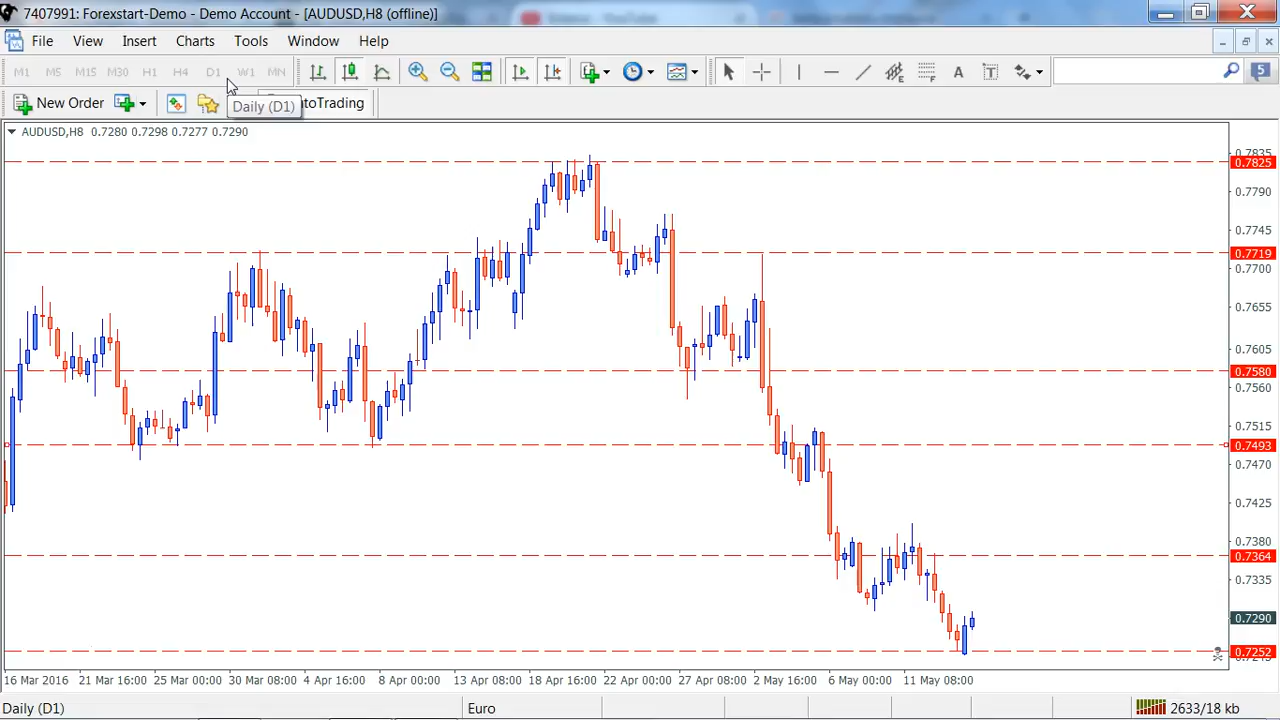 7407991: Forexstart-Demo - Demo Account - [AUDUSD,H8 (offline)]
File View Insert Charts Tools Window Help
M1 M5 M15 M30 H1 H4 D1 W1 MN
A T 5
New Order
Daily (D1)
toTrading
AUDUSD,H8 0.7280 0.7298 0.7277 0.7290
0.7835
0.7825
0.7790
0.7745
0.7719
0.7700
0.7655
0.7605
0.7580
0.7560
0.7515
0.7493
0.7470
0.7425
0.7380
0.7364
0.7335
0.7290
0.7252
16 Mar 2016 21 Mar 16:00 25 Mar 00:00 30 Mar 08:00 4 Apr 16:00 8 Apr 00:00 13 Apr 08:00 18 Apr 16:00 22 Apr 00:00 27 Apr 08:00 2 May 16:00 6 May 00:00 11 May 08:00
Daily (D1) Euro 2633/18 kb